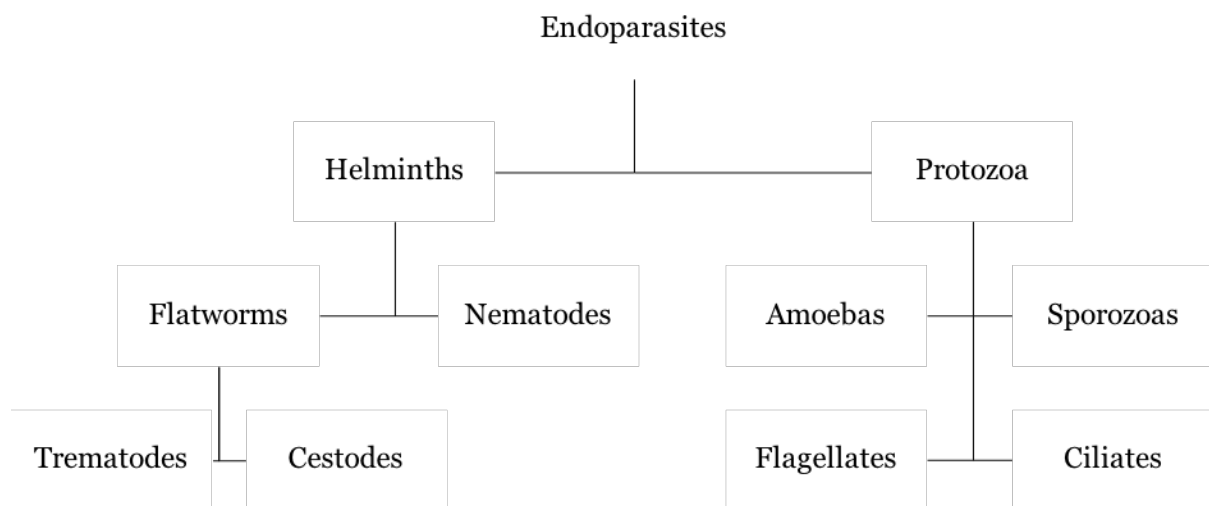 Endoparasites
Helminths
Protozoa
Flatworms
Nematodes
Amoebas
Sporozoas
Trematodes
Cestodes
Flagellates
Ciliates